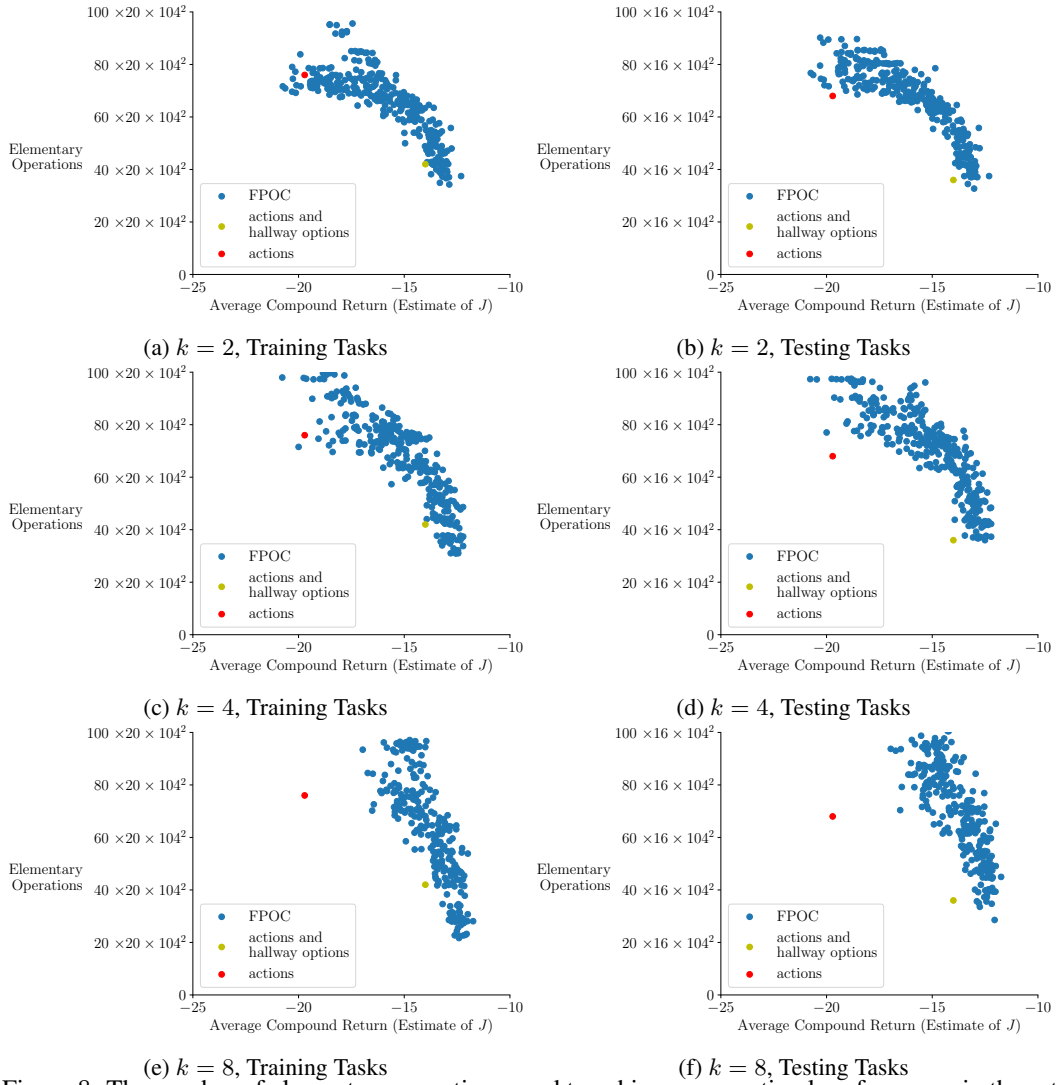 100 ×20 × 104²
80 ×20 × 104²
60 ×20 × 104²
Elementary
Operations
40 ×20 × 104²
20 ×20 × 104²
0
FPOC
actions and
hallway options
actions
−25 −20 −15 −10
Average Compound Return (Estimate of J)
(a) k = 2, Training Tasks
100 ×16 × 104²
80 ×16 × 104²
60 ×16 × 104²
Elementary
Operations
40 ×16 × 104²
20 ×16 × 104²
0
FPOC
actions and
hallway options
actions
−25 −20 −15 −10
Average Compound Return (Estimate of J)
(b) k = 2, Testing Tasks
100 ×20 × 104²
80 ×20 × 104²
60 ×20 × 104²
Elementary
Operations
40 ×20 × 104²
20 ×20 × 104²
0
FPOC
actions and
hallway options
actions
−25 −20 −15 −10
Average Compound Return (Estimate of J)
(c) k = 4, Training Tasks
100 ×16 × 104²
80 ×16 × 104²
60 ×16 × 104²
Elementary
Operations
40 ×16 × 104²
20 ×16 × 104²
0
FPOC
actions and
hallway options
actions
−25 −20 −15 −10
Average Compound Return (Estimate of J)
(d) k = 4, Testing Tasks
100 ×20 × 104²
80 ×20 × 104²
60 ×20 × 104²
Elementary
Operations
40 ×20 × 104²
20 ×20 × 104²
0
FPOC
actions and
hallway options
actions
−25 −20 −15 −10
Average Compound Return (Estimate of J)
(e) k = 8, Training Tasks
100 ×16 × 104²
80 ×16 × 104²
60 ×16 × 104²
Elementary
Operations
40 ×16 × 104²
20 ×16 × 104²
0
FPOC
actions and
hallway options
actions
−25 −20 −15 −10
Average Compound Return (Estimate of J)
(f) k = 8, Testing Tasks
Figure 8: The number of elementary operations